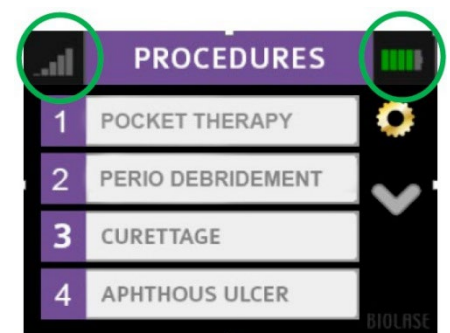 PROCEDURES
1 POCKET THERAPY
2 PERIO DEBRIDEMENT
3 CURETTAGE
4 APHTHOUS ULCER
BIOLASE